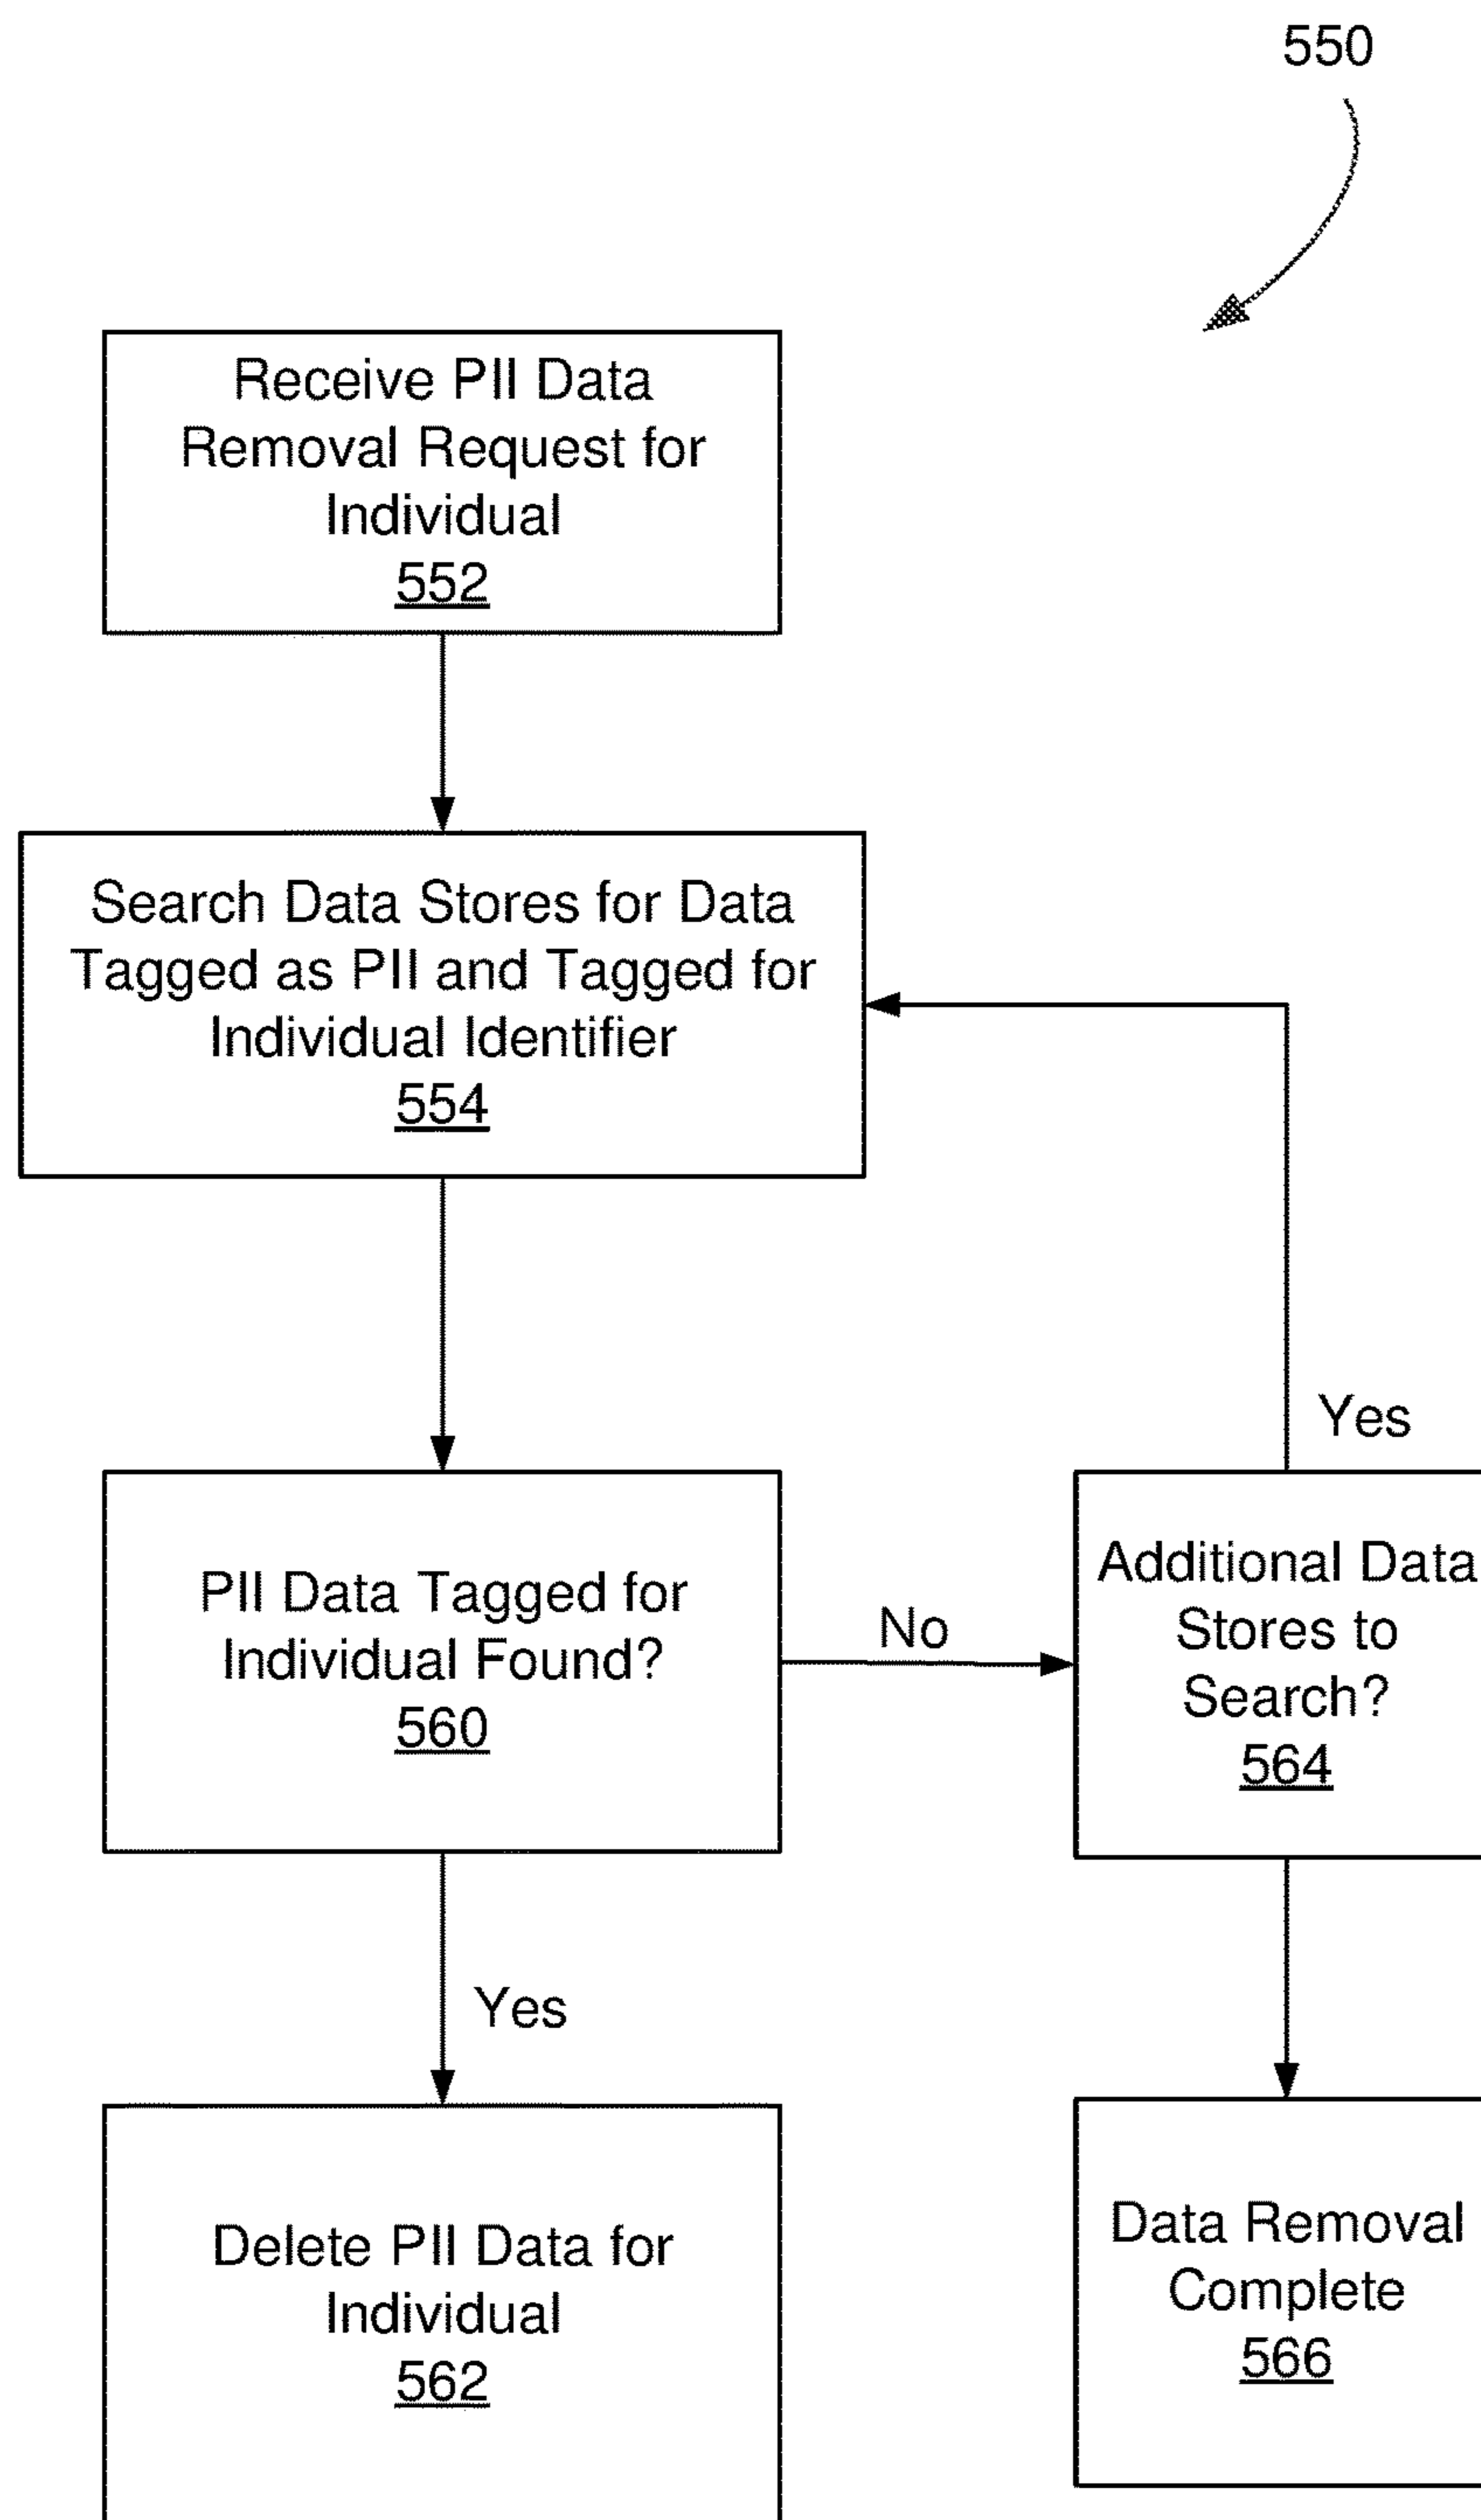 550
Receive PII Data
Removal Request for
Individual
552
Search Data Stores for Data
Tagged as PII and Tagged for
Individual Identifier
554
Yes
PII Data Tagged for
Individual Found?
560
No
Additional Data
Stores to
Search?
564
Yes
Delete PII Data for
Individual
562
Data Removal
Complete
566